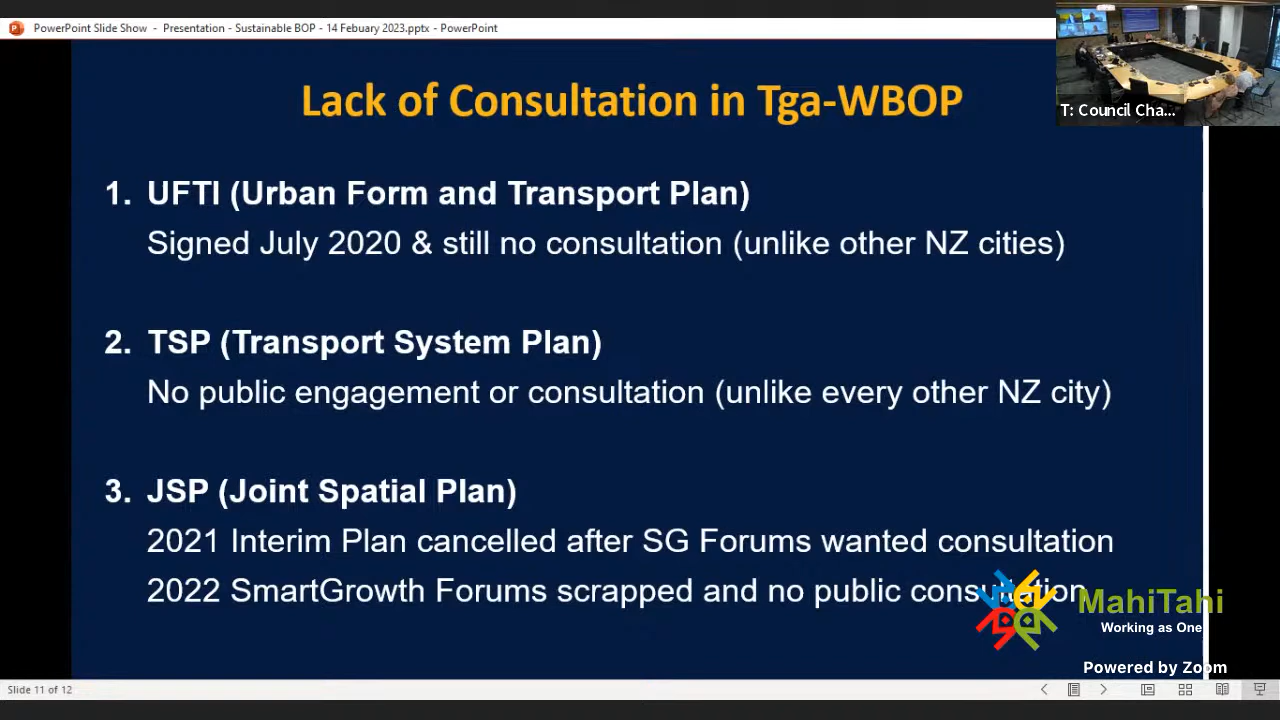 PowerPoint Slide Show - Presentation - Sustainable BOP - 14 Febuary 2023.pptx - PowerPoint
T: Council Cha...
Lack of Consultation in Tga-WBOP
1. UFTI (Urban Form and Transport Plan)
Signed July 2020 & still no consultation (unlike other NZ cities)
2. TSP (Transport System Plan)
No public engagement or consultation (unlike every other NZ city)
3. JSP (Joint Spatial Plan)
2021 Interim Plan cancelled after SG Forums wanted consultation
2022 SmartGrowth Forums scrapped and no public consultation
MahiTahi
Working as One
Powered by Zoom
Slide 11 of 12